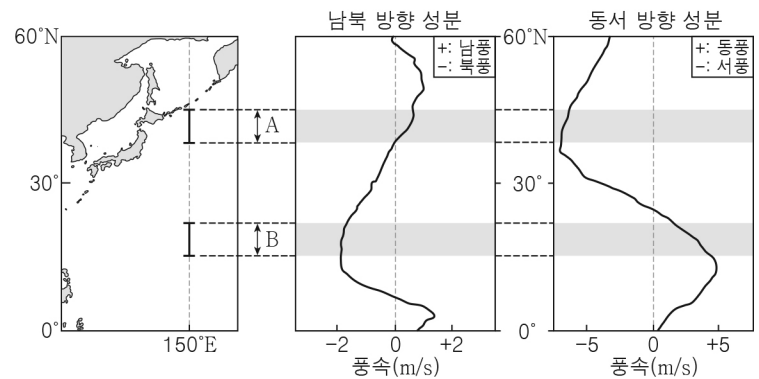 남북 방향 성분
동서 방향 성분
60°N
+: 남풍
-: 북풍
60°N
+: 동풍
-: 서풍
A
30°
30°
B
0°
0°
150°E
-2 0 +2
-5 0 +5
풍속(m/s)
풍속(m/s)